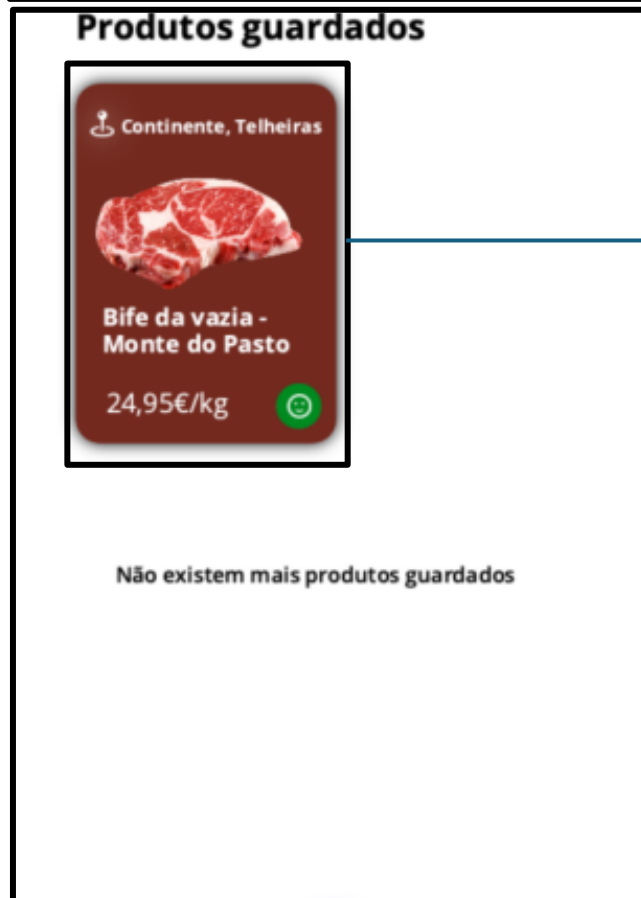 Produtos guardados
Continente, Telheiras
Bife da vazia -
Monte do Pasto
24,95€/kg
Não existem mais produtos guardados